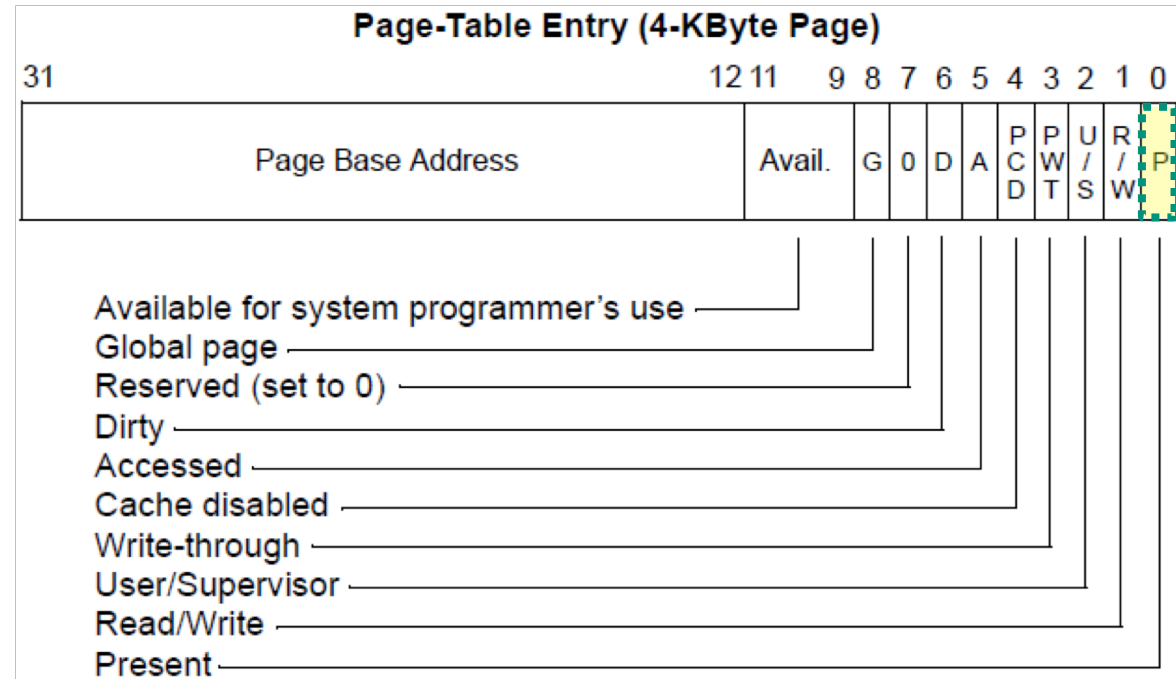 Page-Table Entry (4-KByte Page)
31 12 11 9 8 7 6 5 4 3 2 1 0
Page Base Address Avail. G 0 D A PCD PWT U/S R/W P
Available for system programmer’s use
Global page
Reserved (set to 0)
Dirty
Accessed
Cache disabled
Write-through
User/Supervisor
Read/Write
Present